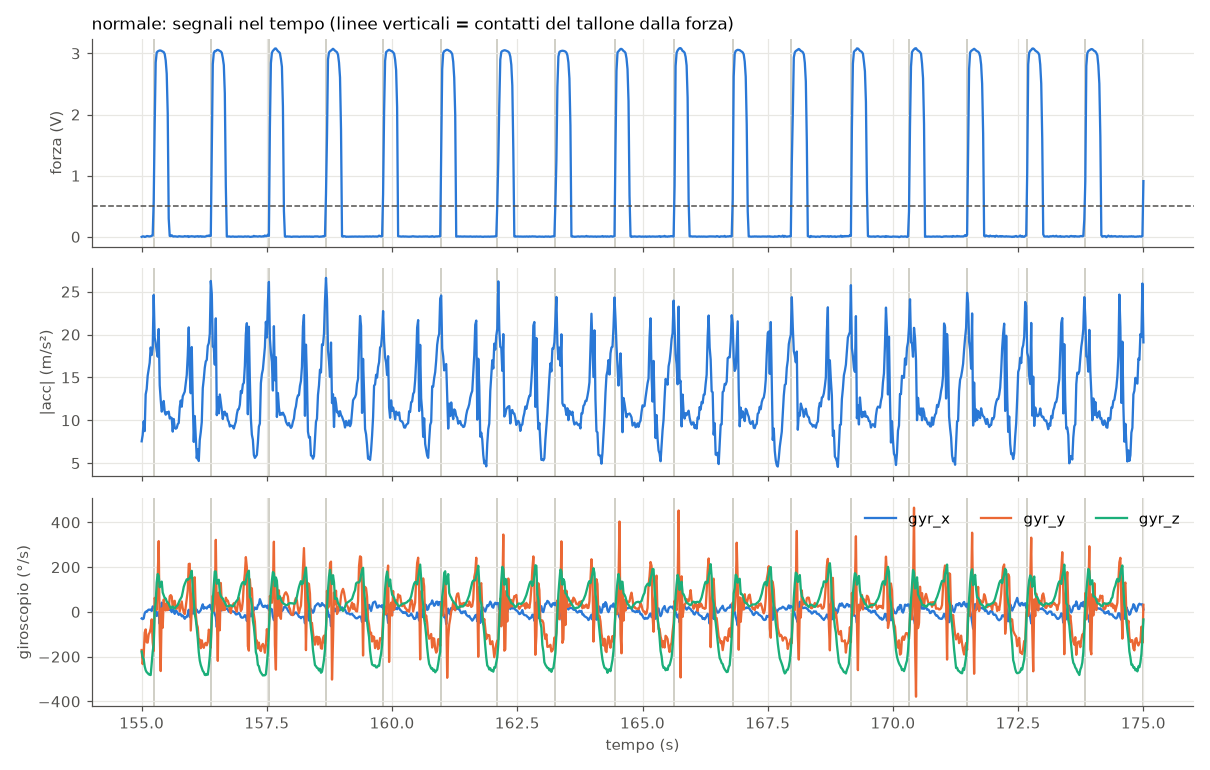 normale: segnali nel tempo (linee verticali = contatti del tallone dalla forza)
3
2
1
0
forza (V)
25
20
15
10
5
|acc| (m/s²)
gyr_x gyr_y gyr_z
400
200
0
−200
−400
giroscopio (°/s)
155.0 157.5 160.0 162.5 165.0 167.5 170.0 172.5 175.0
tempo (s)